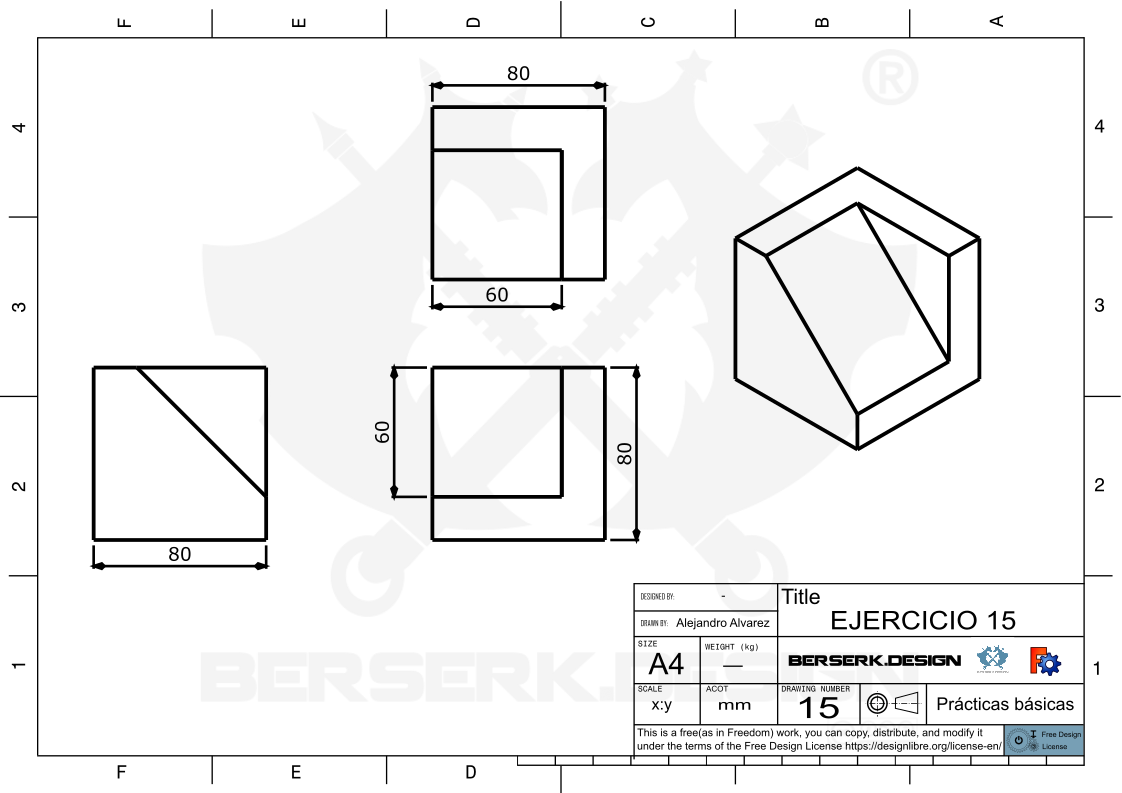 F E D C B A
®
4 4
80
60
3 3
60
80
2 2
80
DESIGNED BY: -
Title
EJERCICIO 15
DRAWN BY: Alejandro Alvarez
SIZE
A4
WEIGHT (kg)
—
BERSERK.DESIGN
BERSERK.DESIGN
1 1
SCALE
x:y
ACOT
mm
DRAWING NUMBER
15
Prácticas básicas
This is a free(as in Freedom) work, you can copy, distribute, and modify it
under the terms of the Free Design License https://designlibre.org/license-en/
Free Design
License
F E D